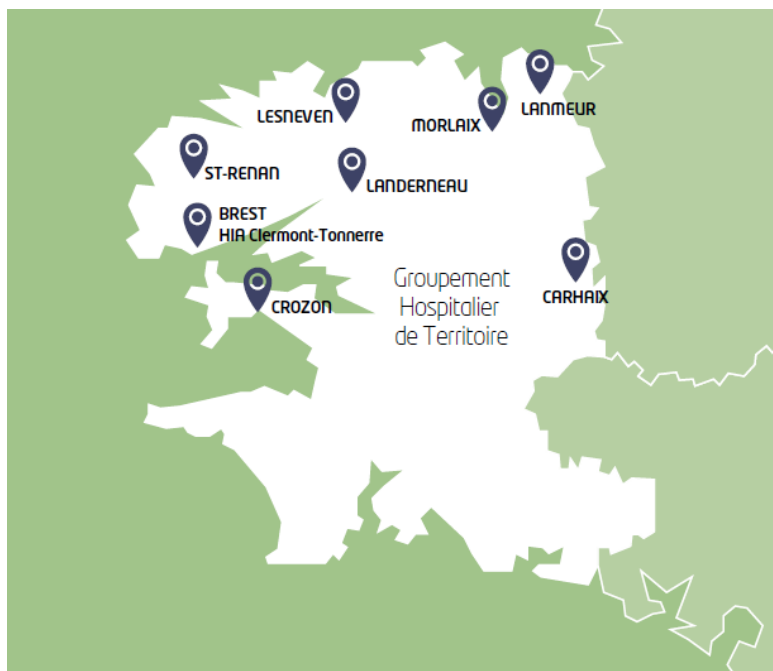 LESNEVEN
MORLAIX
LANMEUR
ST-RENAN
LANDERNEAU
BREST
HIA Clermont-Tonnerre
CROZON
Groupement
Hospitalier
de Territoire
CARHAIX